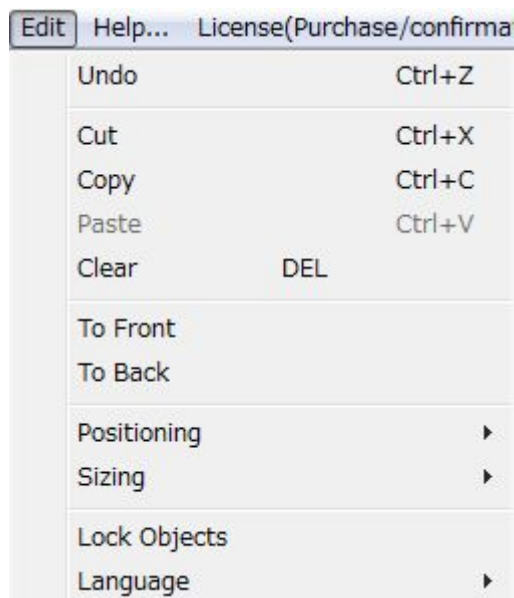 Edit Help... License(Purchase/confirma
Undo Ctrl+Z
Cut Ctrl+X
Copy Ctrl+C
Paste Ctrl+V
Clear DEL
To Front
To Back
Positioning
Sizing
Lock Objects
Language